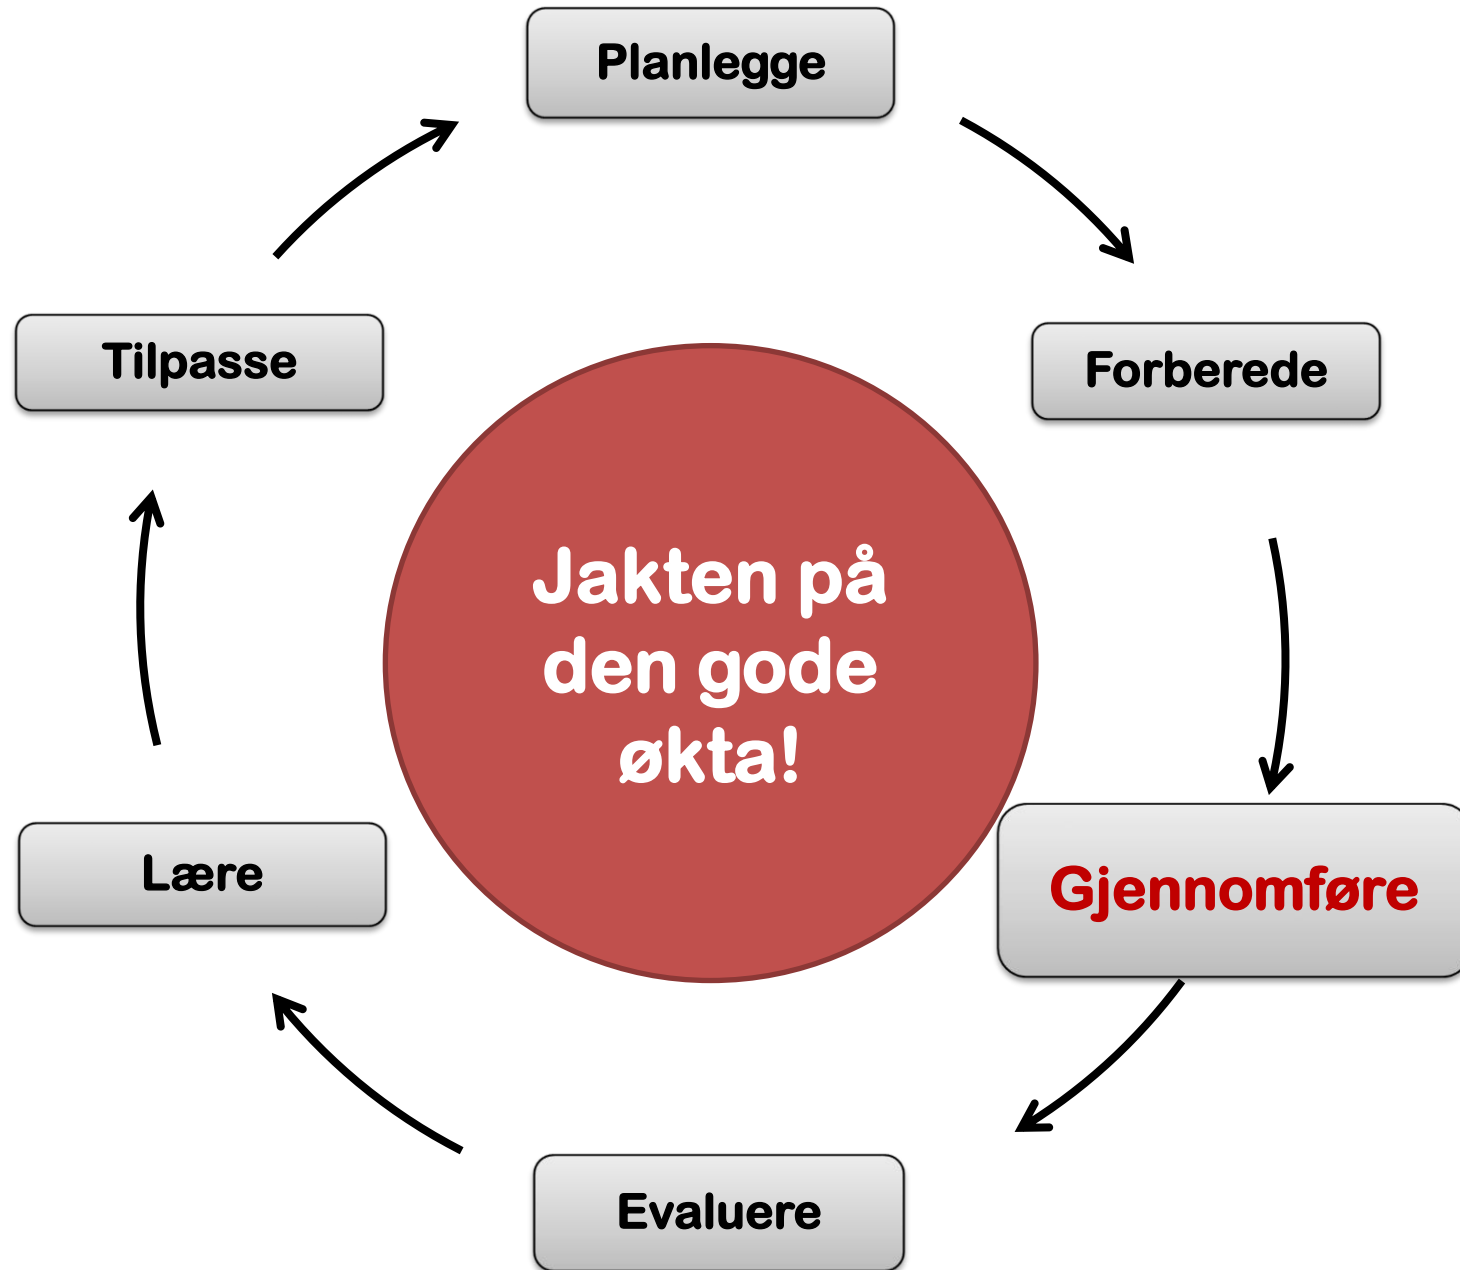 Planlegge
Tilpasse
Forberede
Jakten på
den gode
økta!
Lære
Gjennomføre
Evaluere